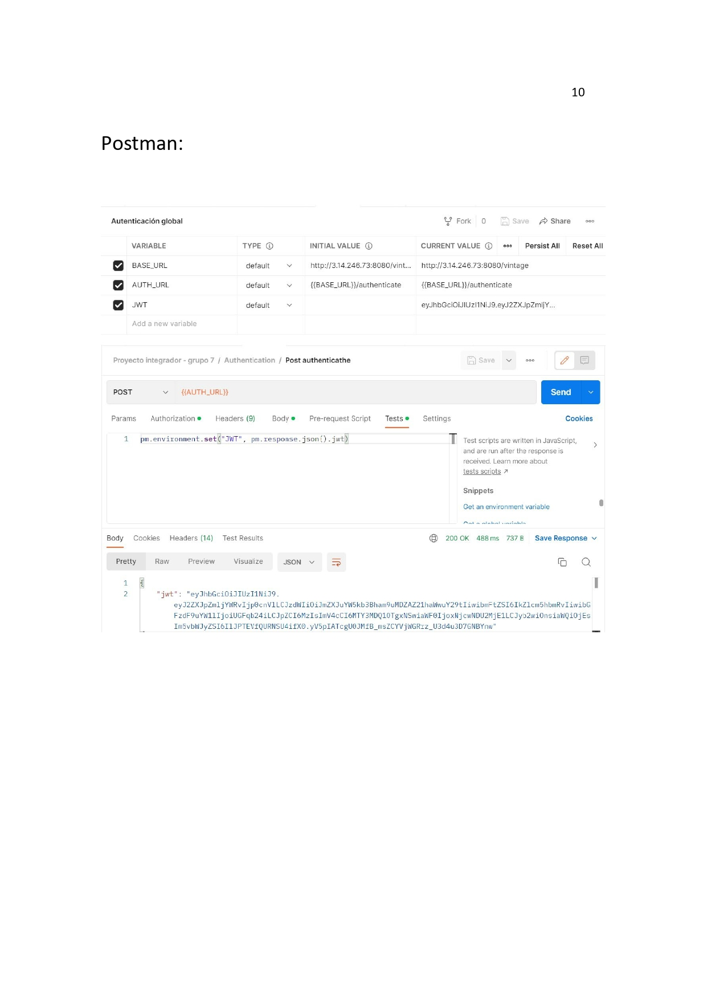 10
Postman:
Autenticación global Fork 0 Save Share
VARIABLE TYPE INITIAL VALUE CURRENT VALUE Persist All Reset All
BASE_URL default http://3.14.246.73:8080/vint... http://3.14.246.73:8080/vintage
AUTH_URL default {{BASE_URL}}/authenticate {{BASE_URL}}/authenticate
JWT default eyJhbGciOiJIUzI1NiJ9.eyJ2ZXJpZmljY...
Add a new variable
Proyecto integrador - grupo 7 / Authentication / Post authenticathe Save
POST {{AUTH_URL}} Send
Params Authorization Headers (9) Body Pre-request Script Tests Settings Cookies
1 pm.environment.set("JWT", pm.response.json().jwt)
Test scripts are written in JavaScript,
and are run after the response is
received. Learn more about
tests scripts
Snippets
Get an environment variable
Get a global variable
Body Cookies Headers (14) Test Results 200 OK 488 ms 737 B Save Response
Pretty Raw Preview Visualize JSON
1 {
2 "jwt": "eyJhbGciOiJIUzI1NiJ9.
eyJ2ZXJpZmljYWRvIjp0cnVlLCJzdWIiOiJmZXJuYW5kb3Bham9uMDZAZ21haWwuY29tIiwibmFtZSI6IkZlcm5hbmRvIiwibG
FzdF9uYW1lIjoiUGFqb24iLCJpZCI6MzIsImV4cCI6MTY3MDQ1OTgxNSwiaWF0IjoxNjcwNDU2MjE1LCJyb2wiOnsiaWQiOjEs
Im5vbWJyZSI6IlJPTEVfQURNSU4ifX0.yV5pIATcgU0JMfB_msZCYVjWGRrz_U3d4u3D7GNBYnw"